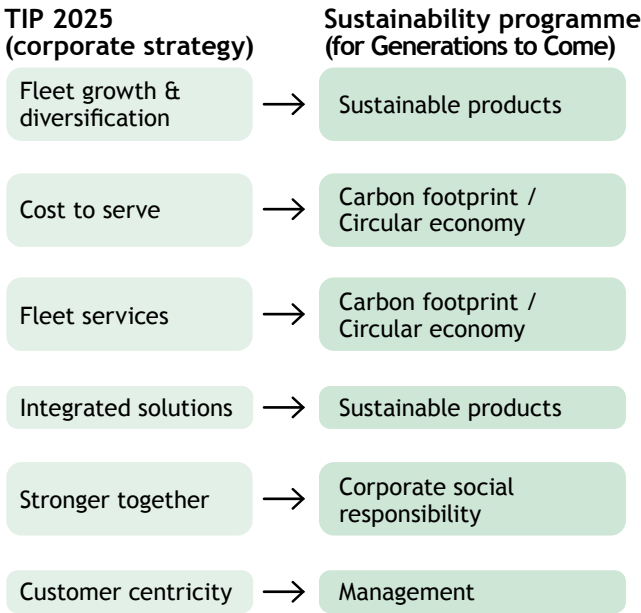 TIP 2025
(corporate strategy)
Sustainability programme
(for Generations to Come)
Fleet growth &
diversification
Sustainable products
Cost to serve
Carbon footprint /
Circular economy
Fleet services
Carbon footprint /
Circular economy
Integrated solutions
Sustainable products
Stronger together
Corporate social
responsibility
Customer centricity
Management